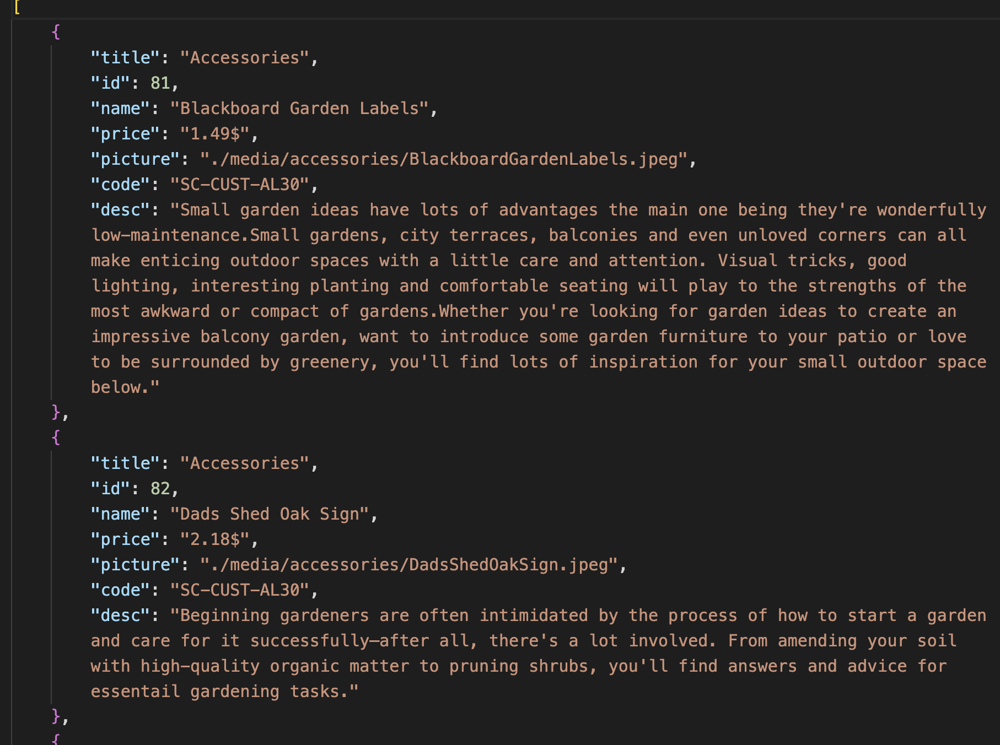 [
{
"title": "Accessories",
"id": 81,
"name": "Blackboard Garden Labels",
"price": "1.49$",
"picture": "./media/accessories/BlackboardGardenLabels.jpeg",
"code": "SC-CUST-AL30",
"desc": "Small garden ideas have lots of advantages the main one being they're wonderfully
low-maintenance.Small gardens, city terraces, balconies and even unloved corners can all
make enticing outdoor spaces with a little care and attention. Visual tricks, good
lighting, interesting planting and comfortable seating will play to the strengths of the
most awkward or compact of gardens.Whether you're looking for garden ideas to create an
impressive balcony garden, want to introduce some garden furniture to your patio or love
to be surrounded by greenery, you'll find lots of inspiration for your small outdoor space
below."
},
{
"title": "Accessories",
"id": 82,
"name": "Dads Shed Oak Sign",
"price": "2.18$",
"picture": "./media/accessories/DadsShedOakSign.jpeg",
"code": "SC-CUST-AL30",
"desc": "Beginning gardeners are often intimidated by the process of how to start a garden
and care for it successfully—after all, there's a lot involved. From amending your soil
with high-quality organic matter to pruning shrubs, you'll find answers and advice for
essentail gardening tasks."
},
{